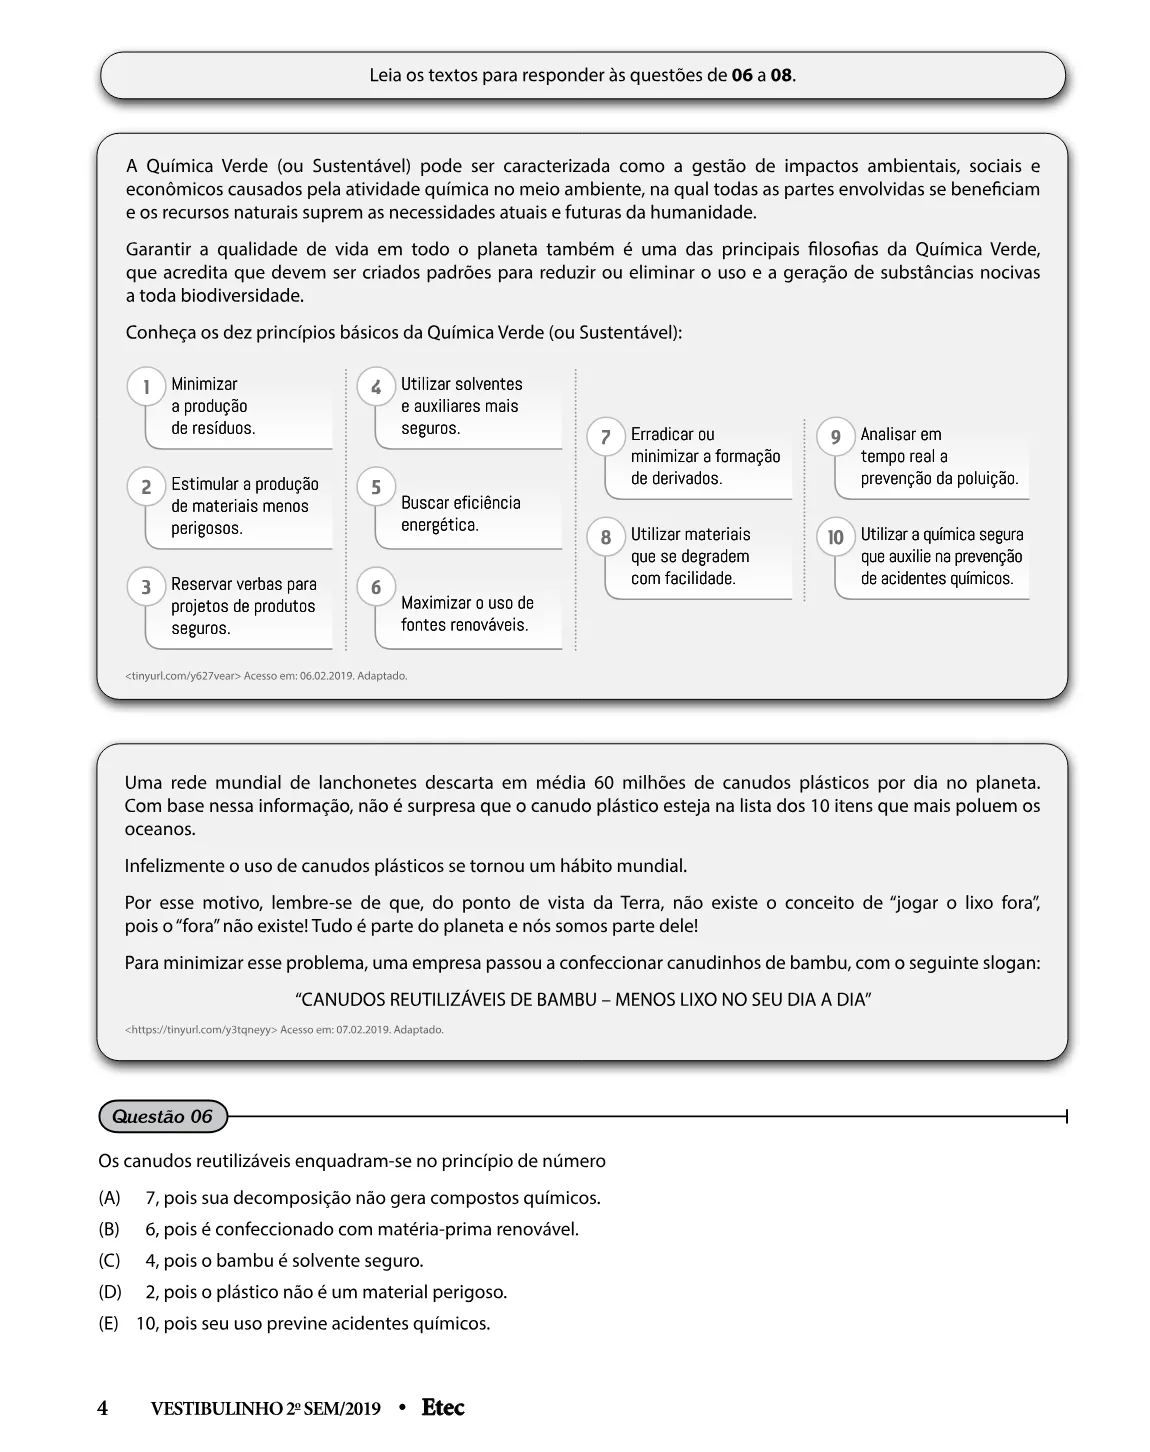 Leia os textos para responder às questões de 06 a 08.
A Química Verde (ou Sustentável) pode ser caracterizada como a gestão de impactos ambientais, sociais e
econômicos causados pela atividade química no meio ambiente, na qual todas as partes envolvidas se beneficiam
e os recursos naturais suprem as necessidades atuais e futuras da humanidade.
Garantir a qualidade de vida em todo o planeta também é uma das principais filosofias da Química Verde,
que acredita que devem ser criados padrões para reduzir ou eliminar o uso e a geração de substâncias nocivas
a toda biodiversidade.
Conheça os dez princípios básicos da Química Verde (ou Sustentável):
1 Minimizar
a produção
de resíduos.
2 Estimular a produção
de materiais menos
perigosos.
3 Reservar verbas para
projetos de produtos
seguros.
4 Utilizar solventes
e auxiliares mais
seguros.
5 Buscar eficiência
energética.
6 Maximizar o uso de
fontes renováveis.
7 Erradicar ou
minimizar a formação
de derivados.
8 Utilizar materiais
que se degradem
com facilidade.
9 Analisar em
tempo real a
prevenção da poluição.
10 Utilizar a química segura
que auxilie na prevenção
de acidentes químicos.
<tinyurl.com/y627vear> Acesso em: 06.02.2019. Adaptado.
Uma rede mundial de lanchonetes descarta em média 60 milhões de canudos plásticos por dia no planeta.
Com base nessa informação, não é surpresa que o canudo plástico esteja na lista dos 10 itens que mais poluem os
oceanos.
Infelizmente o uso de canudos plásticos se tornou um hábito mundial.
Por esse motivo, lembre-se de que, do ponto de vista da Terra, não existe o conceito de “jogar o lixo fora”,
pois o “fora” não existe! Tudo é parte do planeta e nós somos parte dele!
Para minimizar esse problema, uma empresa passou a confeccionar canudinhos de bambu, com o seguinte slogan:
“CANUDOS REUTILIZÁVEIS DE BAMBU – MENOS LIXO NO SEU DIA A DIA”
<https://tinyurl.com/y3tqneyy> Acesso em: 07.02.2019. Adaptado.
Questão 06
Os canudos reutilizáveis enquadram-se no princípio de número
(A) 7, pois sua decomposição não gera compostos químicos.
(B) 6, pois é confeccionado com matéria-prima renovável.
(C) 4, pois o bambu é solvente seguro.
(D) 2, pois o plástico não é um material perigoso.
(E) 10, pois seu uso previne acidentes químicos.
4 VESTIBULINHO 2º SEM/2019 • Etec